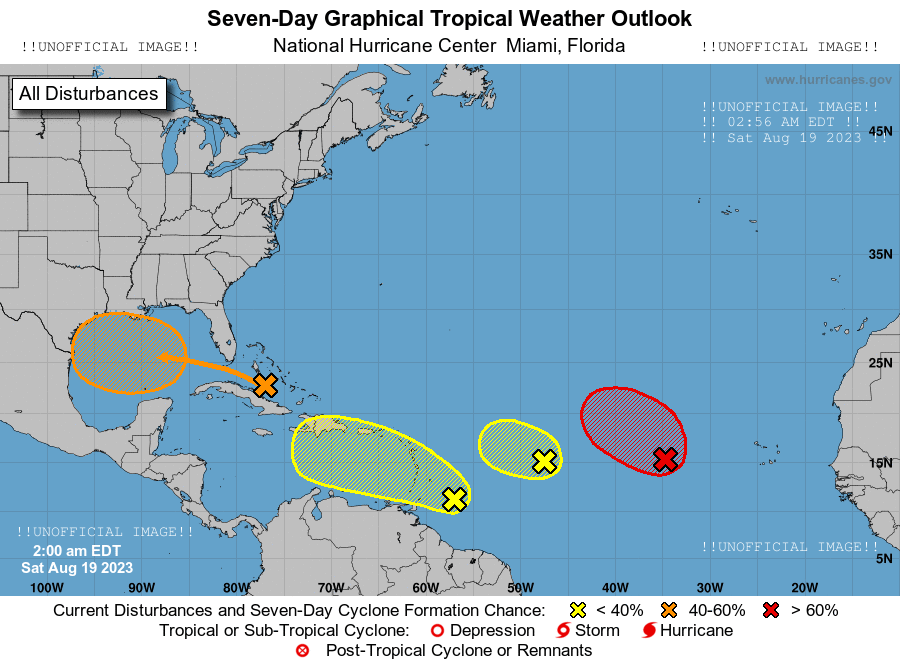 Seven-Day Graphical Tropical Weather Outlook
!!UNOFFICIAL IMAGE!! National Hurricane Center Miami, Florida !!UNOFFICIAL IMAGE!!
www.hurricanes.gov
All Disturbances
!!UNOFFICIAL IMAGE!!
!! 02:56 AM EDT !!
!! Sat Aug 19 2023 !!
45N
35N
25N
15N
!!UNOFFICIAL IMAGE!!
!!UNOFFICIAL IMAGE!!
2:00 am EDT
5N
Sat Aug 19 2023
100W 90W 80W 70W 60W 50W 40W 30W 20W
Current Disturbances and Seven-Day Cyclone Formation Chance: < 40% 40-60% > 60%
Tropical or Sub-Tropical Cyclone: Depression Storm Hurricane
Post-Tropical Cyclone or Remnants